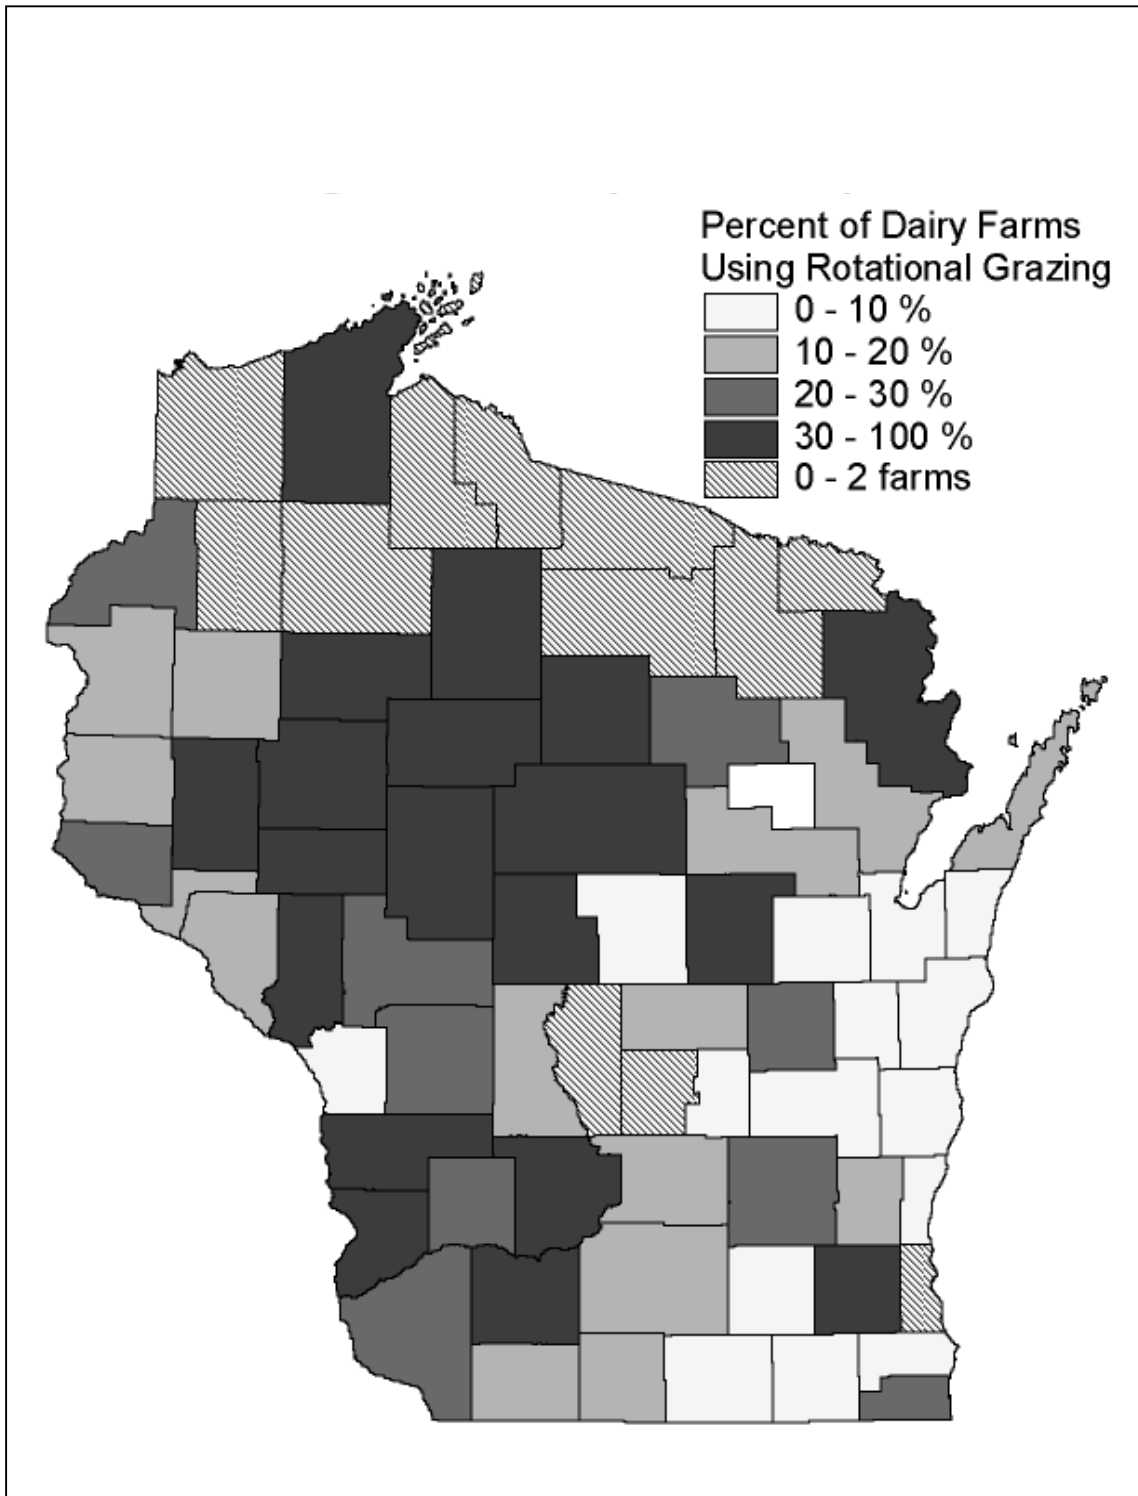 Percent of Dairy Farms
Using Rotational Grazing
0 - 10 %
10 - 20 %
20 - 30 %
30 - 100 %
0 - 2 farms